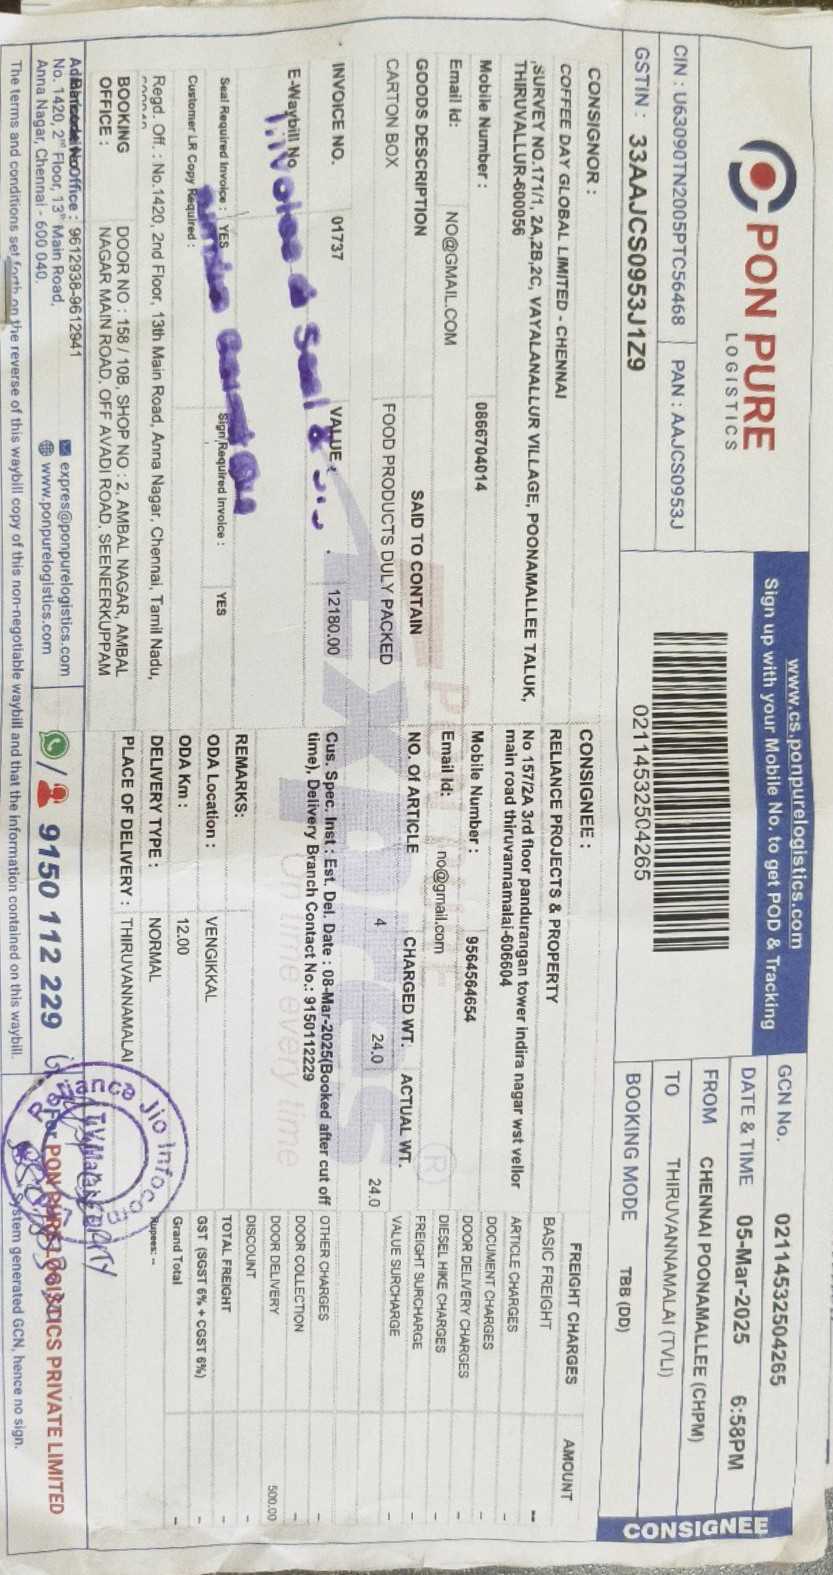 PON PURE
LOGISTICS
www.cs.ponpurelogistics.com
Sign up with your Mobile No. to get POD & Tracking
CIN : U63090TN2005PTC56468
PAN : AAJCS0953J
GSTIN : 33AAJCS0953J1Z9
02114532504265
GCN No. 02114532504265
DATE & TIME 05-Mar-2025 6:58PM
FROM CHENNAI POONAMALLEE (CHPM)
TO THIRUVANNAMALAI (TVLI)
BOOKING MODE TBB (DD)
CONSIGNEE
CONSIGNOR :
COFFEE DAY GLOBAL LIMITED - CHENNAI
,SURVEY NO.171/1, 2A,2B,2C, VAYALANALLUR VILLAGE, POONAMALLEE TALUK,
THIRUVALLUR-600056
Mobile Number : 0866704014
Email Id: NO@GMAIL.COM
CONSIGNEE :
RELIANCE PROJECTS & PROPERTY
No 157/2A 3rd floor pandurangan tower indira nagar wst vellor
main road thiruvannamalai-606604
Mobile Number : 9564564654
Email Id: no@gmail.com
GOODS DESCRIPTION SAID TO CONTAIN NO. Of ARTICLE CHARGED WT. ACTUAL WT.
CARTON BOX FOOD PRODUCTS DULY PACKED 4 24.0 24.0
INVOICE NO. 01737 VALUE : 12180.00
E-Waybill No
Cus. Spec. Inst : Est. Del. Date : 08-Mar-2025(Booked after cut off
time), Delivery Branch Contact No.: 9150112229
Seal Required Invoice : YES Sign Required Invoice : YES
Customer LR Copy Required :
REMARKS:
ODA Location : VENGIKKAL
ODA Km : 12.00
DELIVERY TYPE : NORMAL
PLACE OF DELIVERY : THIRUVANNAMALAI
Regd. Off. : No.1420, 2nd Floor, 13th Main Road, Anna Nagar, Chennai, Tamil Nadu,
BOOKING OFFICE : DOOR NO : 158 / 10B, SHOP NO : 2, AMBAL NAGAR, AMBAL
NAGAR MAIN ROAD, OFF AVADI ROAD, SEENEERKUPPAM
FREIGHT CHARGES AMOUNT
BASIC FREIGHT --
ARTICLE CHARGES -
DOCUMENT CHARGES -
DOOR DELIVERY CHARGES -
DIESEL HIKE CHARGES -
FREIGHT SURCHARGE -
VALUE SURCHARGE -
OTHER CHARGES -
DOOR COLLECTION -
DOOR DELIVERY 500.00
DISCOUNT -
TOTAL FREIGHT -
GST (SGST 6% + CGST 6%) -
Grand Total -
Rupees: --
Express
On time every time
9612938-9612941
No. 1420, 2nd Floor, 13th Main Road,
Anna Nagar, Chennai - 600 040.
expres@ponpurelogistics.com
www.ponpurelogistics.com
9150 112 229
Reliance Jio Infocom
For PON PURE LOGISTICS PRIVATE LIMITED
System generated GCN, hence no sign.
The terms and conditions set forth on the reverse of this waybill copy of this non-negotiable waybill and that the information contained on this waybill.